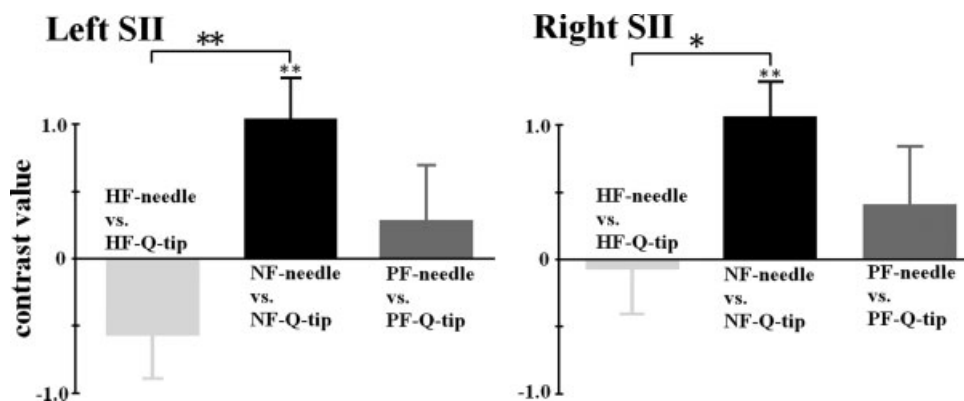 Left SII
**
**
1.0
0
-1.0
contrast value
HF-needle
vs.
HF-Q-tip
NF-needle
vs.
NF-Q-tip
PF-needle
vs.
PF-Q-tip
Right SII
*
**
1.0
0
-1.0
HF-needle
vs.
HF-Q-tip
NF-needle
vs.
NF-Q-tip
PF-needle
vs.
PF-Q-tip